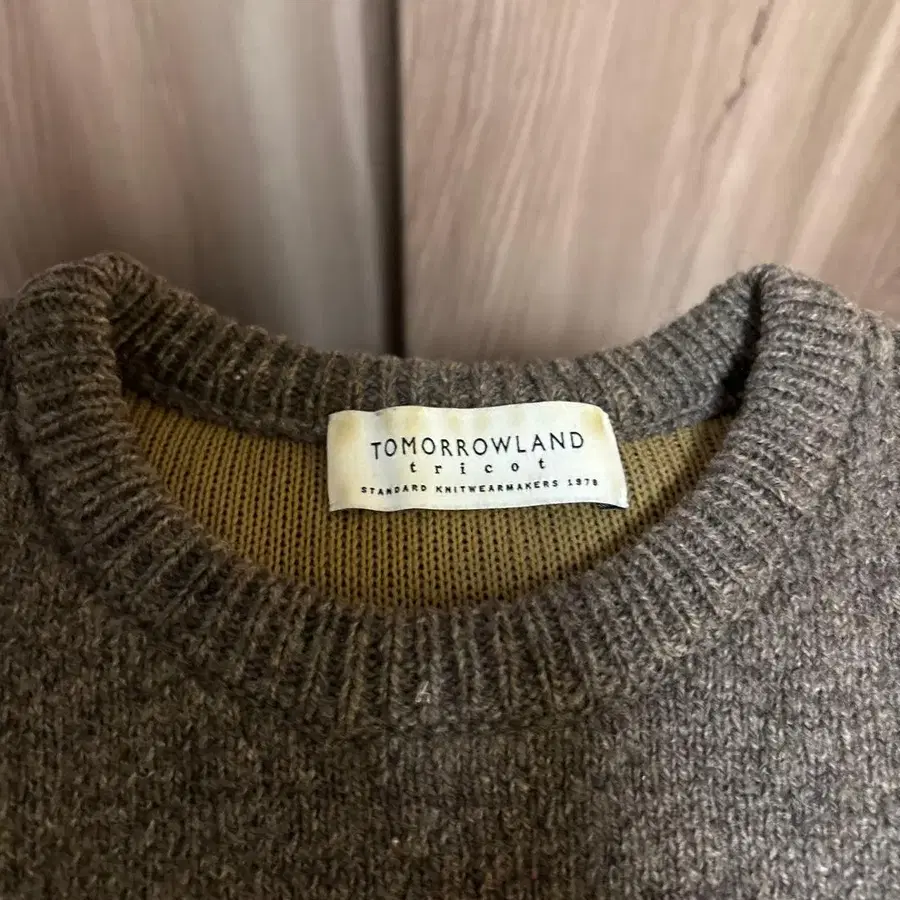 TOMORROWLAND
tricot
STANDARD KNITWEARMAKERS 1978